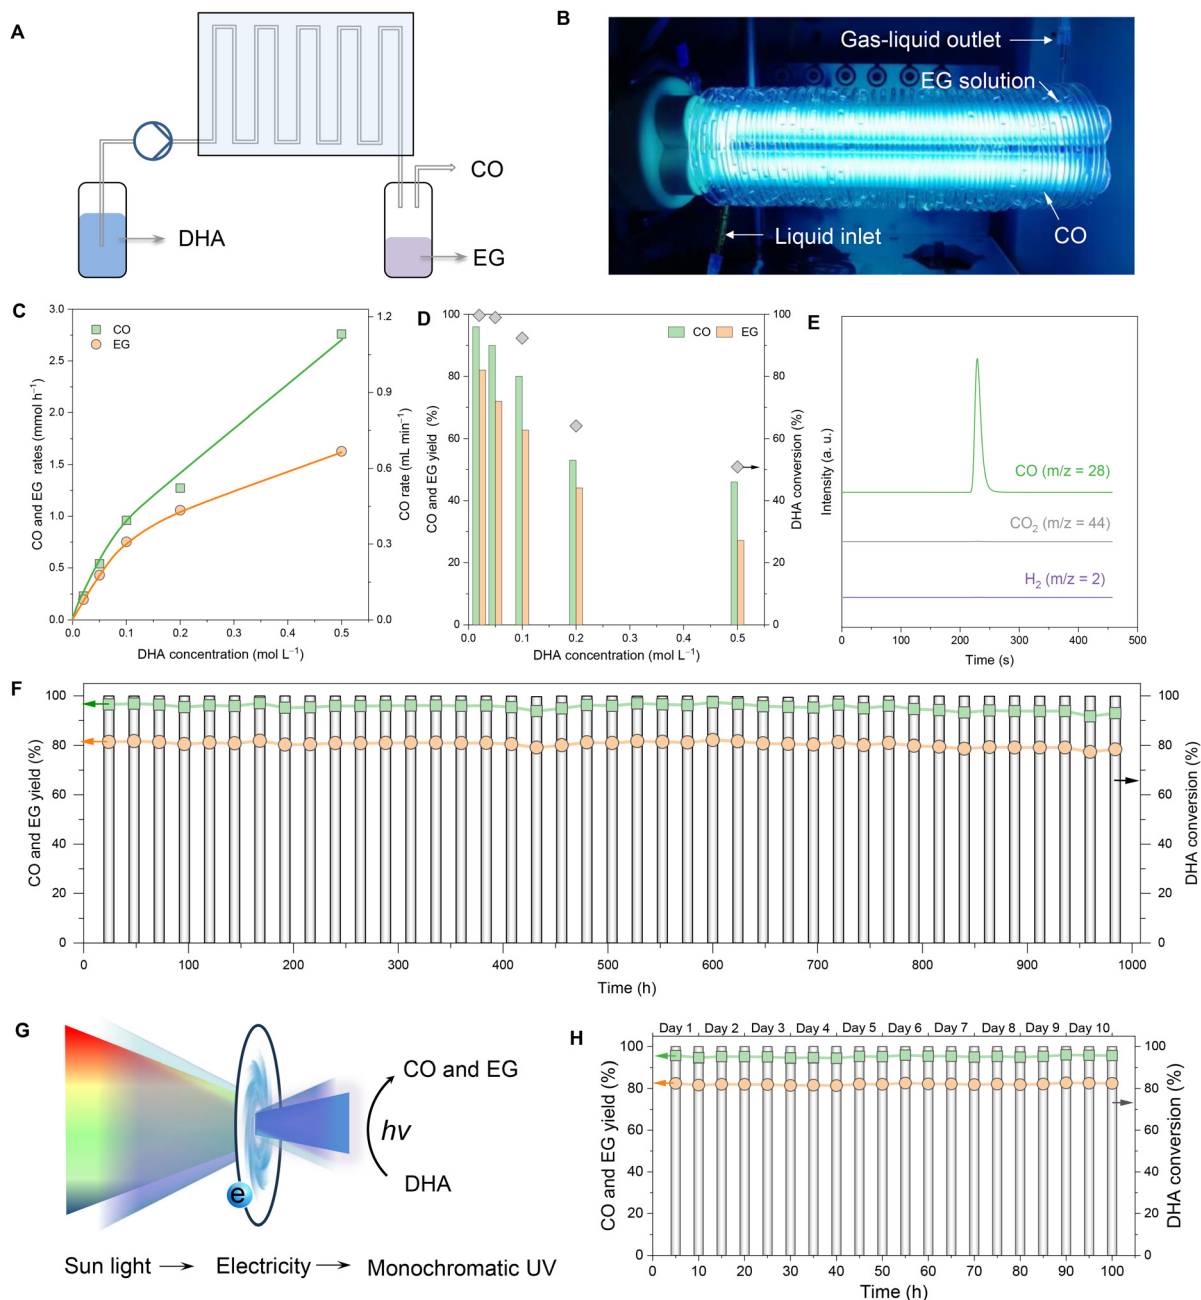 A
CO
DHA
EG
B
Gas-liquid outlet
EG solution
Liquid inlet
CO
C
CO
EG
CO and EG rates (mmol h⁻¹)
3.0
2.5
2.0
1.5
1.0
0.5
0.0
CO rate (mL min⁻¹)
1.2
0.9
0.6
0.3
0.0
0.0 0.1 0.2 0.3 0.4 0.5
DHA concentration (mol L⁻¹)
D
CO EG
CO and EG yield (%)
100
80
60
40
20
0
DHA conversion (%)
100
80
60
40
20
0
0.0 0.1 0.2 0.3 0.4 0.5
DHA concentration (mol L⁻¹)
E
Intensity (a. u.)
CO (m/z = 28)
CO₂ (m/z = 44)
H₂ (m/z = 2)
0 100 200 300 400 500
Time (s)
F
CO and EG yield (%)
100
80
60
40
20
0
DHA conversion (%)
100
80
60
40
20
0
0 100 200 300 400 500 600 700 800 900 1000
Time (h)
G
CO and EG
hv
DHA
e
Sun light → Electricity → Monochromatic UV
H
Day 1 Day 2 Day 3 Day 4 Day 5 Day 6 Day 7 Day 8 Day 9 Day 10
CO and EG yield (%)
100
80
60
40
20
0
DHA conversion (%)
100
80
60
40
20
0
0 10 20 30 40 50 60 70 80 90 100
Time (h)